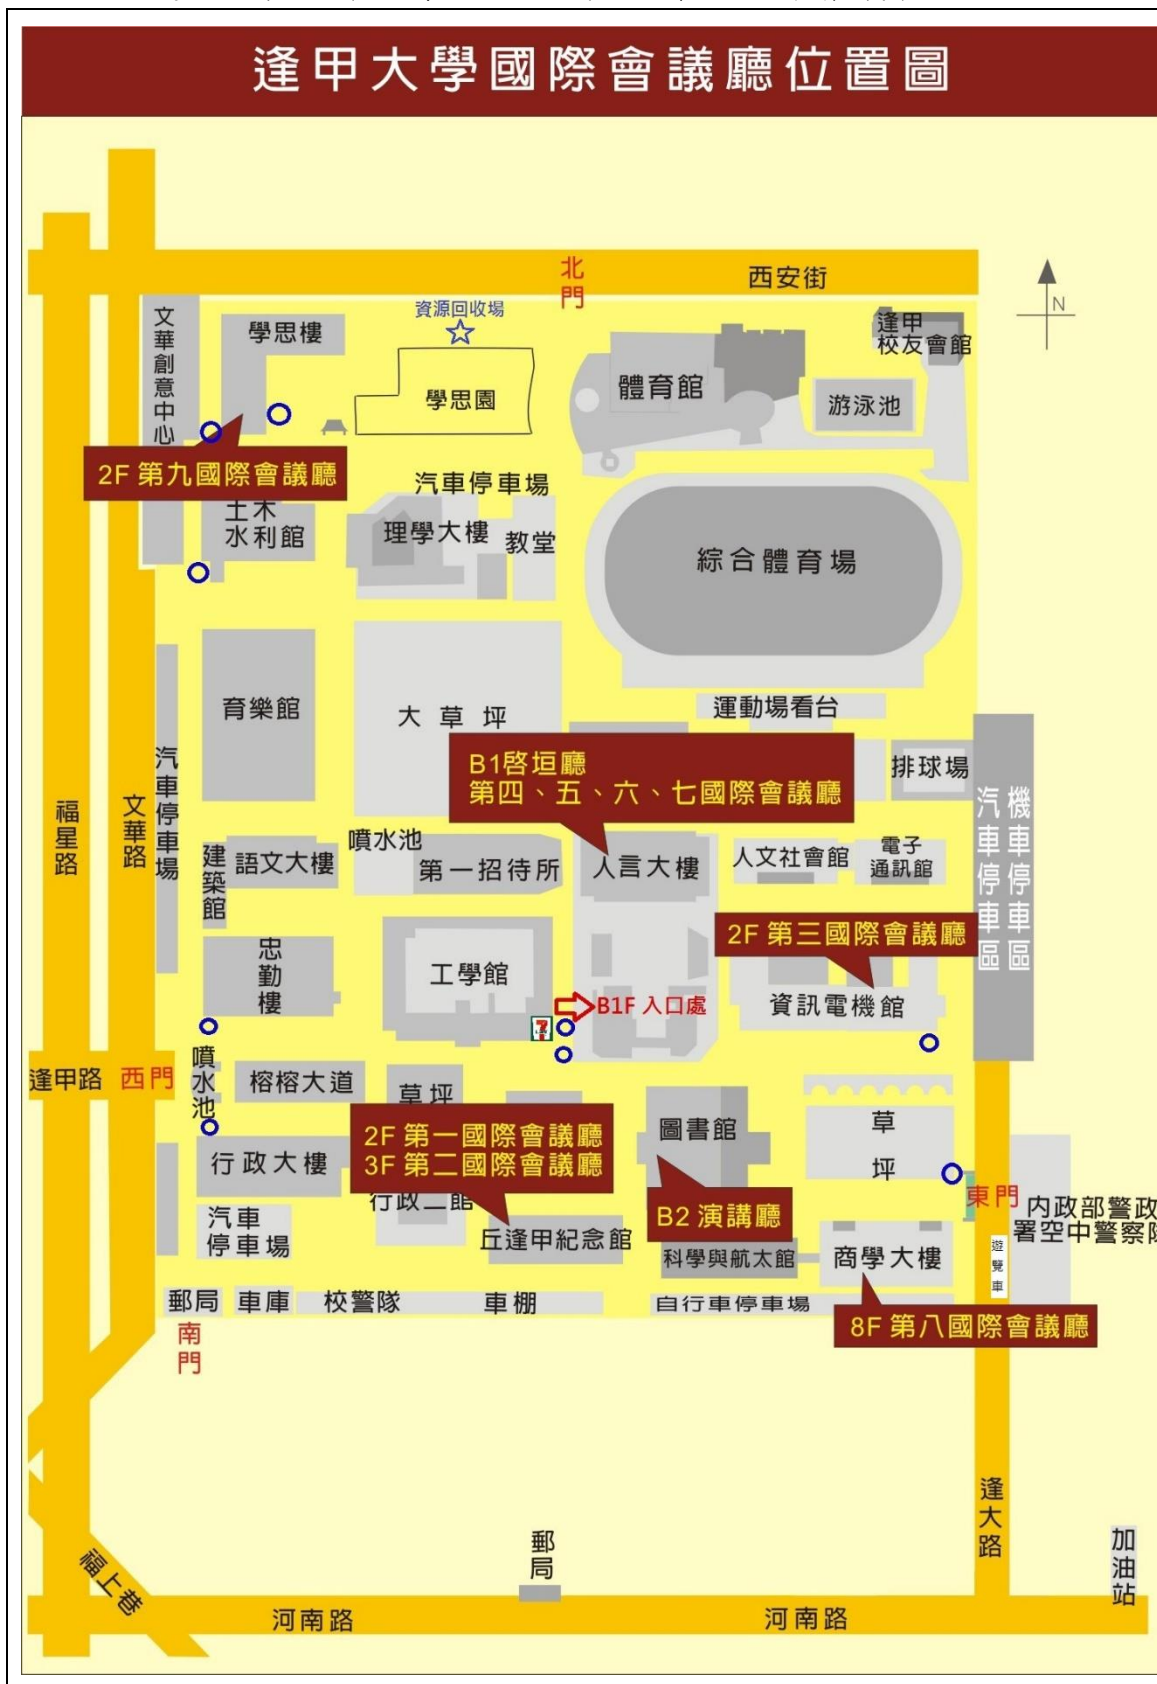 逢甲大學國際會議廳位置圖
北門
西安街
N
資源回收場
文華創意中心
學思樓
學思園
體育館
逢甲
校友會館
游泳池
2F 第九國際會議廳
汽車停車場
土木
水利館
理學大樓
教堂
綜合體育場
育樂館
大草坪
運動場看台
排球場
B1啓垣廳
第四、五、六、七國際會議廳
汽車停車場
福星路
文華路
機車停車區
汽車停車區
噴水池
建築館
語文大樓
第一招待所
人言大樓
人文社會館
電子
通訊館
2F 第三國際會議廳
忠勤樓
工學館
B1F 入口處
資訊電機館
7
逢甲路
西門
噴水池
榕榕大道
草坪
圖書館
草坪
2F 第一國際會議廳
3F 第二國際會議廳
行政大樓
行政二館
B2 演講廳
東門
內政部警政
署空中警察隊
汽車
停車場
丘逢甲紀念館
科學與航太館
商學大樓
遊覽車
郵局
車庫
校警隊
車棚
自行車停車場
8F 第八國際會議廳
南門
逢大路
加油站
郵局
福上巷
河南路
河南路